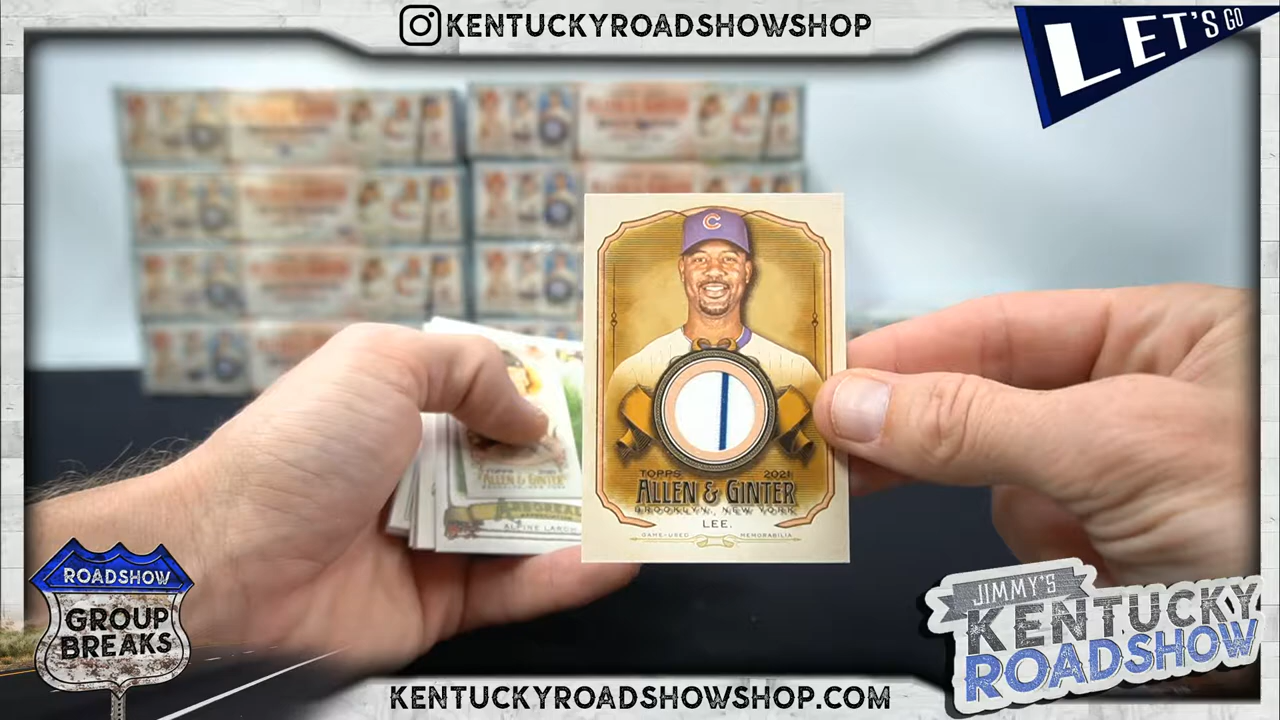 KENTUCKYROADSHOWSHOP
LET'S GO
C
TOPPS 2021
ALLEN & GINTER
BROOKLYN, NEW YORK
LEE.
GAME-USED MEMORABILIA
ALLEN & GINTER
ARBOREAL
ALPINE LARCH
ROADSHOW
GROUP
BREAKS
JIMMY'S
KENTUCKY
ROADSHOW
KENTUCKYROADSHOWSHOP.COM